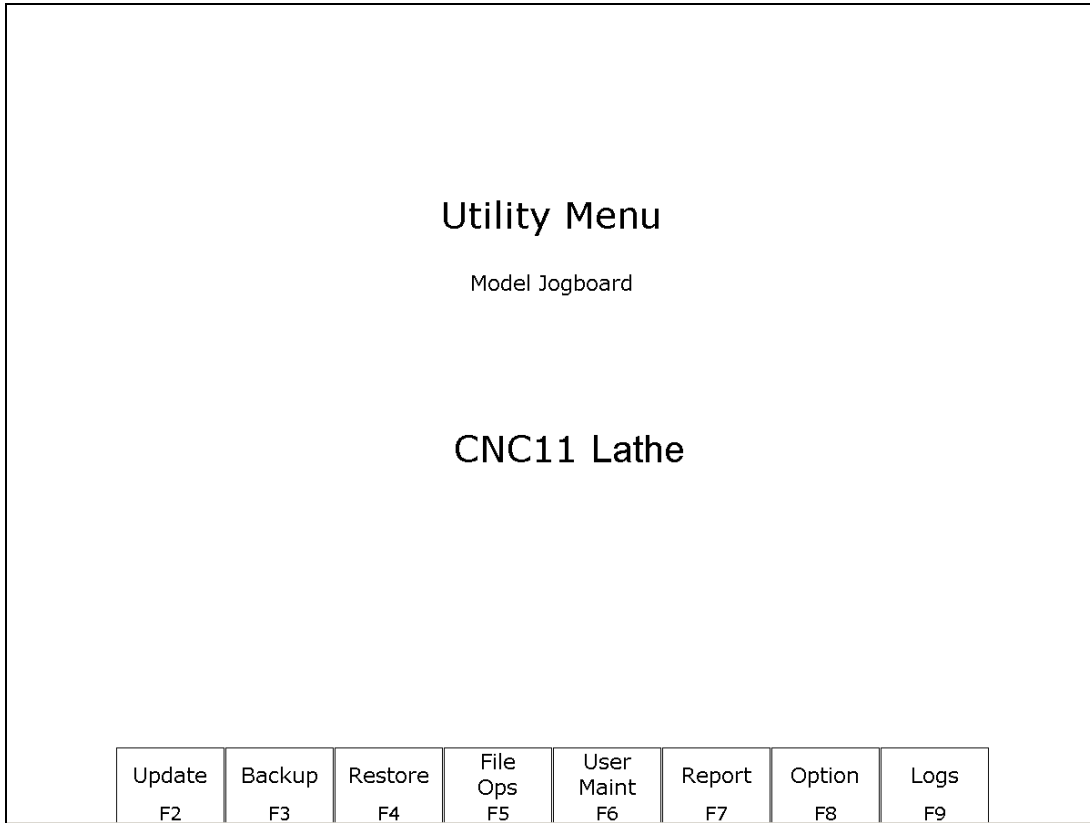 Utility Menu
Model Jogboard
CNC11 Lathe
Update Backup Restore File Ops User Maint Report Option Logs
F2 F3 F4 F5 F6 F7 F8 F9